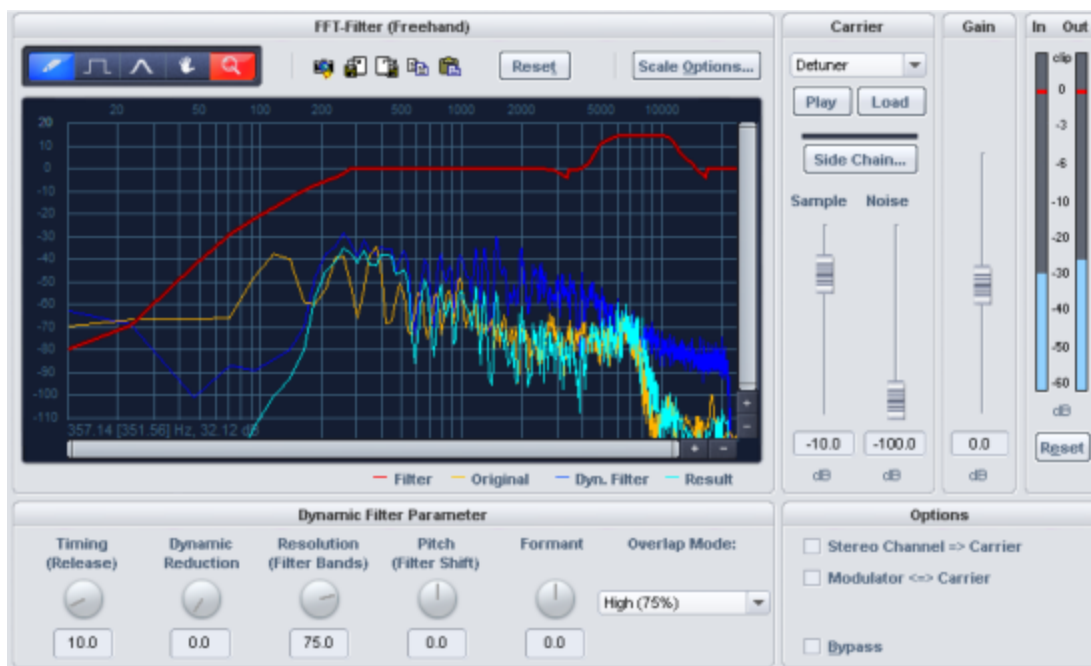 FFT-Filter (Freehand)
Reset
Scale Options...
20 50 100 200 500 1000 2000 5000 10000
20
10
0
-10
-20
-30
-40
-50
-60
-70
-80
-90
-100
-110
357.14 [351.56] Hz, 32.12 dB
+ -
+ -
Filter Original Dyn. Filter Result
Carrier
Detuner
Play Load
Side Chain...
Sample Noise
-10.0 -100.0
dB dB
Gain
0.0
dB
In Out
clip
0
-3
-6
-10
-20
-30
-40
-50
-60
dB
Reset
Dynamic Filter Parameter
Timing (Release)
10.0
Dynamic Reduction
0.0
Resolution (Filter Bands)
75.0
Pitch (Filter Shift)
0.0
Formant
0.0
Overlap Mode:
High (75%)
Options
Stereo Channel => Carrier
Modulator <=> Carrier
Bypass